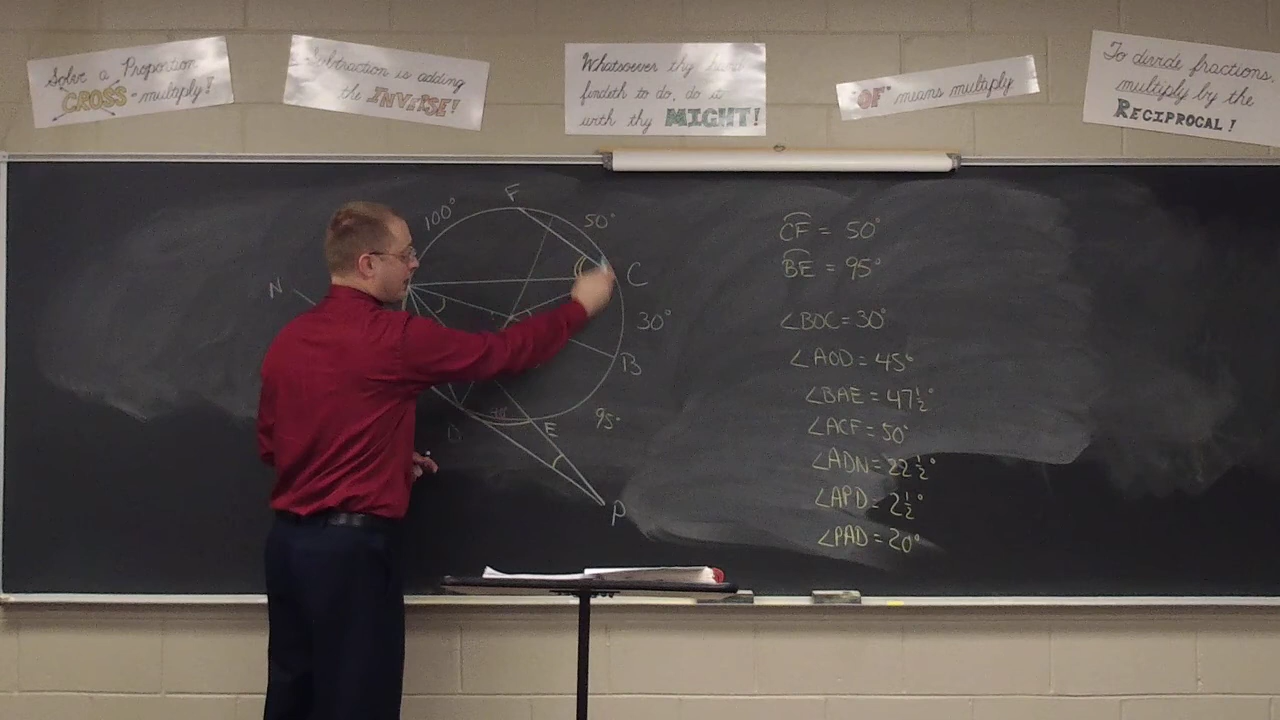 Solve a Proportion
CROSS-multiply!
Subtraction is adding
the INVERSE!
Whatsoever thy hand
findeth to do, do it
with thy MIGHT!
"OF" means multiply
To divide fractions,
multiply by the
RECIPROCAL!
F
100°
50°
N
C
30°
B
95°
D
40°
E
P
CF = 50°
BE = 95°
∠BOC = 30°
∠AOD = 45°
∠BAE = 47½°
∠ACF = 50°
∠ADN = 22½°
∠APD = 2½°
∠PAD = 20°